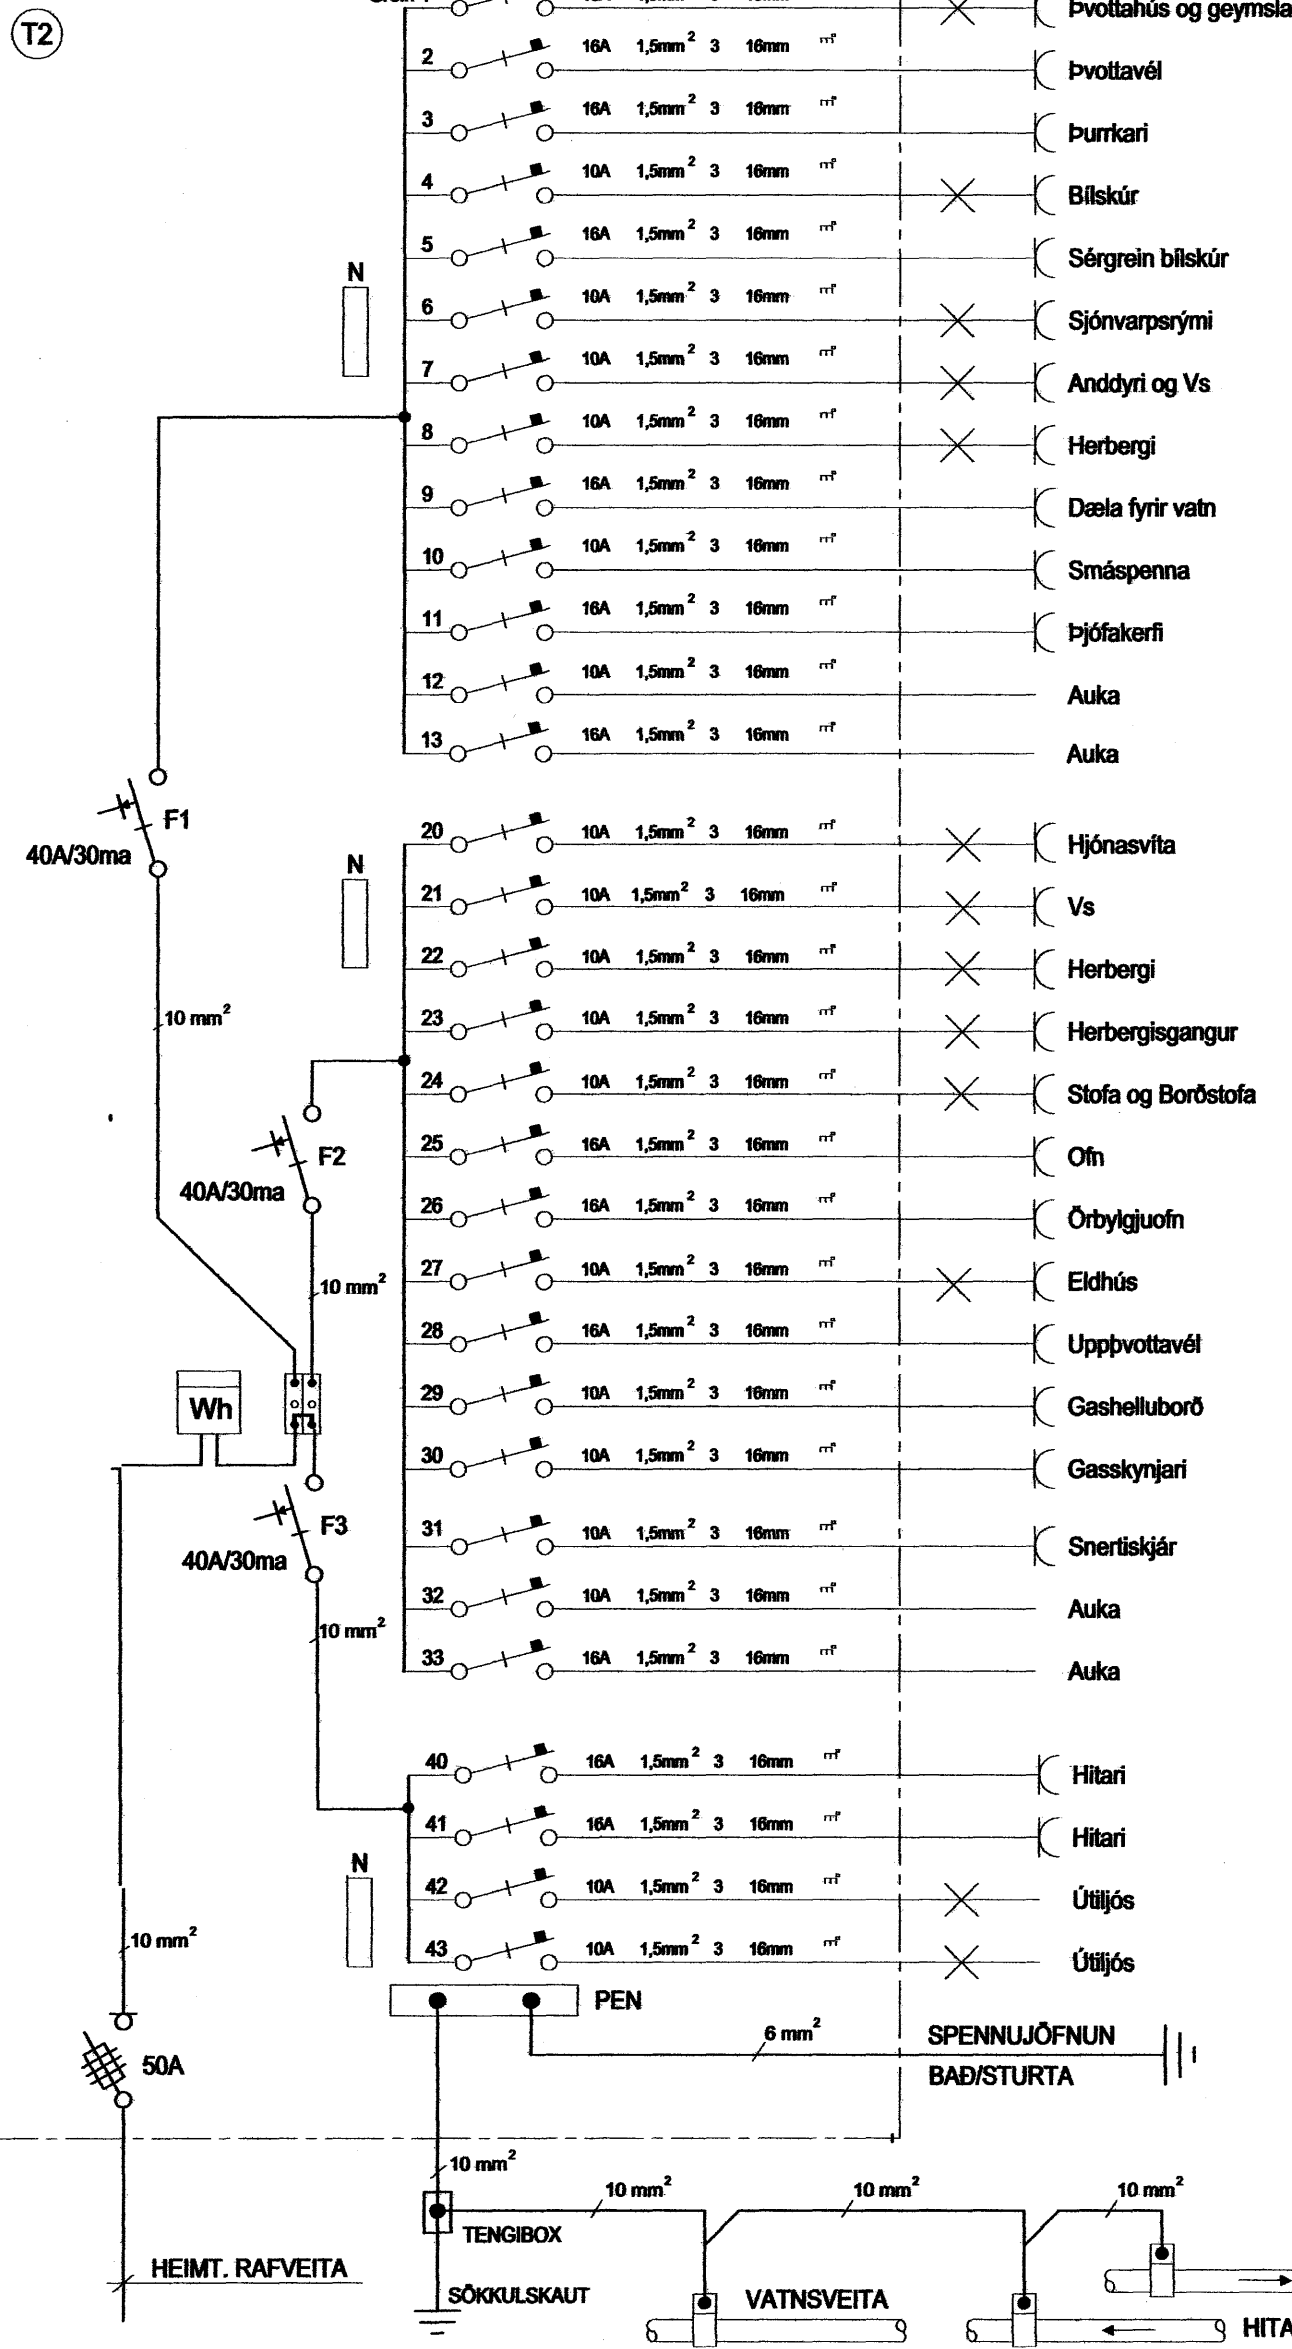 T2
Þvottahús og geymsla
2 16A 1,5mm² 3 16mm Þvottavél
3 16A 1,5mm² 3 16mm Þurrkari
4 10A 1,5mm² 3 16mm Bílskúr
5 16A 1,5mm² 3 16mm Sérgrein bílskúr
N
6 10A 1,5mm² 3 16mm Sjónvarpsrými
7 10A 1,5mm² 3 16mm Anddyri og Vs
8 10A 1,5mm² 3 16mm Herbergi
9 16A 1,5mm² 3 16mm Dæla fyrir vatn
10 10A 1,5mm² 3 16mm Smáspenna
11 16A 1,5mm² 3 16mm Þjófakerfi
12 10A 1,5mm² 3 16mm Auka
13 16A 1,5mm² 3 16mm Auka
F1
40A/30ma
20 10A 1,5mm² 3 16mm Hjónasvíta
N
21 10A 1,5mm² 3 16mm Vs
22 10A 1,5mm² 3 16mm Herbergi
10 mm²
23 10A 1,5mm² 3 16mm Herbergisgangur
24 10A 1,5mm² 3 16mm Stofa og Borðstofa
25 16A 1,5mm² 3 16mm Ofn
F2
40A/30ma
26 16A 1,5mm² 3 16mm Örbylgjuofn
27 10A 1,5mm² 3 16mm Eldhús
10 mm²
28 16A 1,5mm² 3 16mm Uppþvottavél
29 10A 1,5mm² 3 16mm Gashelluborð
Wh
30 10A 1,5mm² 3 16mm Gasskynjari
F3
40A/30ma
31 10A 1,5mm² 3 16mm Snertiskjár
32 10A 1,5mm² 3 16mm Auka
10 mm²
33 16A 1,5mm² 3 16mm Auka
40 16A 1,5mm² 3 16mm Hitari
41 16A 1,5mm² 3 16mm Hitari
N
42 10A 1,5mm² 3 16mm Útiljós
43 10A 1,5mm² 3 16mm Útiljós
10 mm²
PEN
6 mm²
SPENNUJÖFNUN
BAÐ/STURTA
50A
10 mm²
10 mm² 10 mm² 10 mm²
TENGIBOX
HEIMT. RAFVEITA
SÖKKULSKAUT
VATNSVEITA
HITA